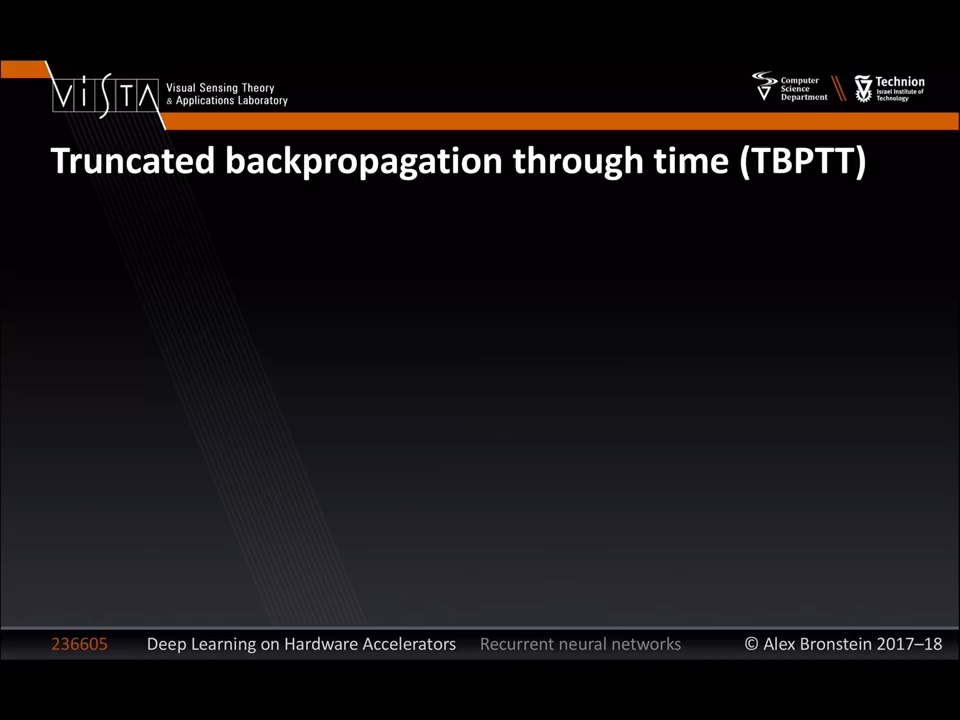 ViSTA
Visual Sensing Theory
& Applications Laboratory
Computer
Science
Department
Technion
Israel Institute of
Technology
Truncated backpropagation through time (TBPTT)
236605 Deep Learning on Hardware Accelerators Recurrent neural networks © Alex Bronstein 2017–18